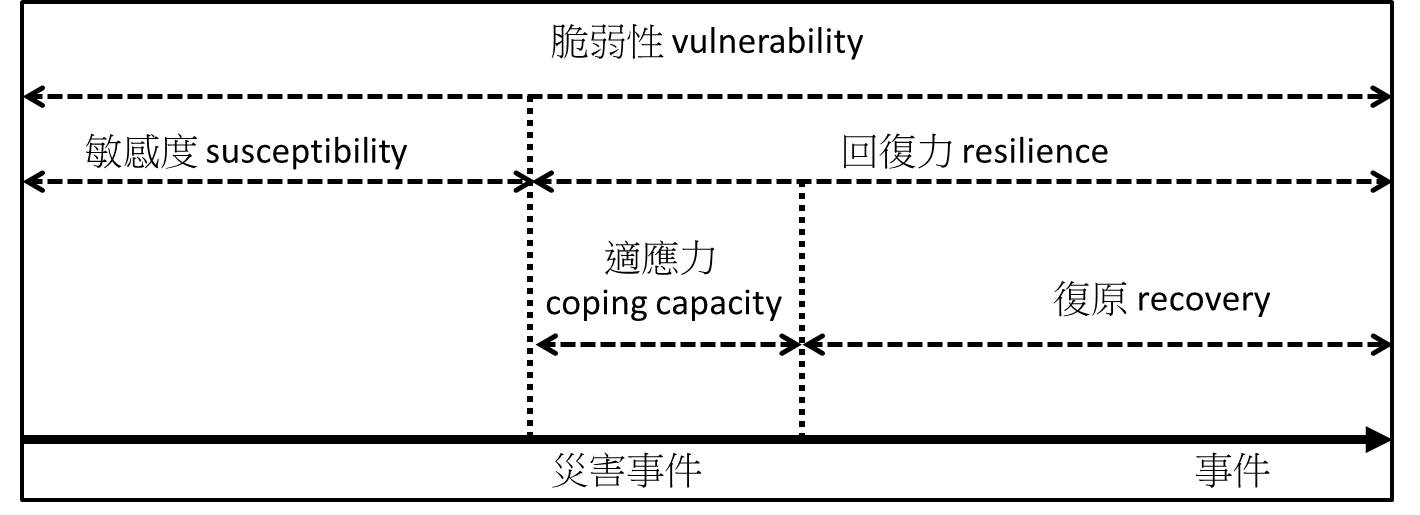 脆弱性 vulnerability
敏感度 susceptibility
回復力 resilience
適應力
coping capacity
復原 recovery
災害事件
事件